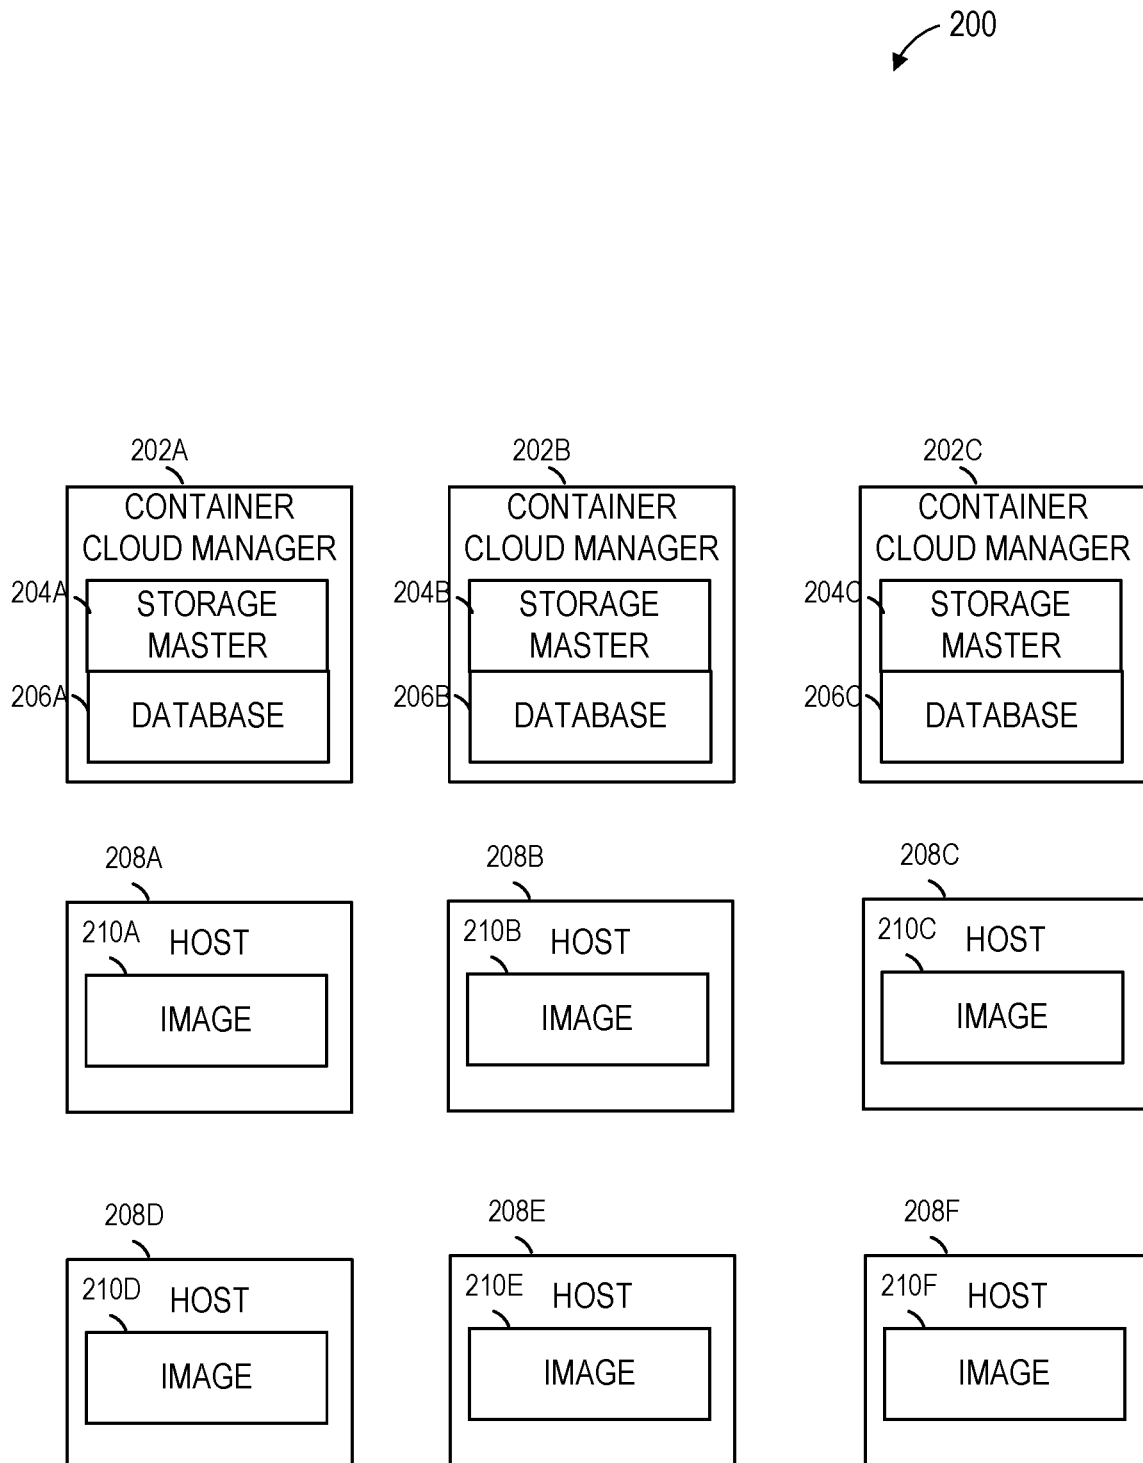 200
202A
202B
202C
CONTAINER
CLOUD MANAGER
CONTAINER
CLOUD MANAGER
CONTAINER
CLOUD MANAGER
204A
STORAGE
MASTER
204B
STORAGE
MASTER
204C
STORAGE
MASTER
206A
DATABASE
206B
DATABASE
206C
DATABASE
208A
208B
208C
210A
HOST
210B
HOST
210C
HOST
IMAGE
IMAGE
IMAGE
208D
208E
208F
210D
HOST
210E
HOST
210F
HOST
IMAGE
IMAGE
IMAGE